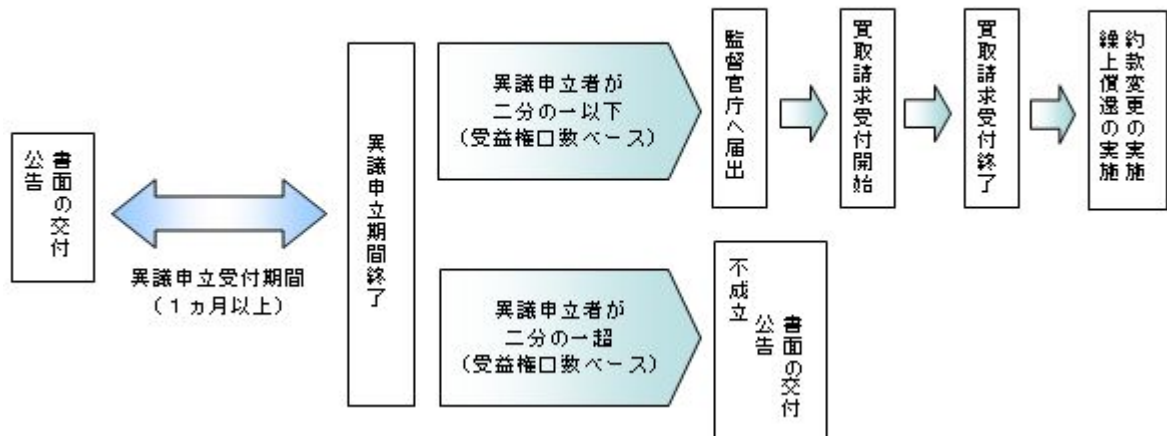 書面の交付
公告
異議申立受付期間
(1ヵ月以上)
異議申立期間終了
異議申立者が
二分の一以下
(受益権口数ベース)
監督官庁へ届出
買取請求受付開始
買取請求受付終了
約款変更の実施
繰上償還の実施
異議申立者が
二分の一超
(受益権口数ベース)
不成立
書面の交付
公告